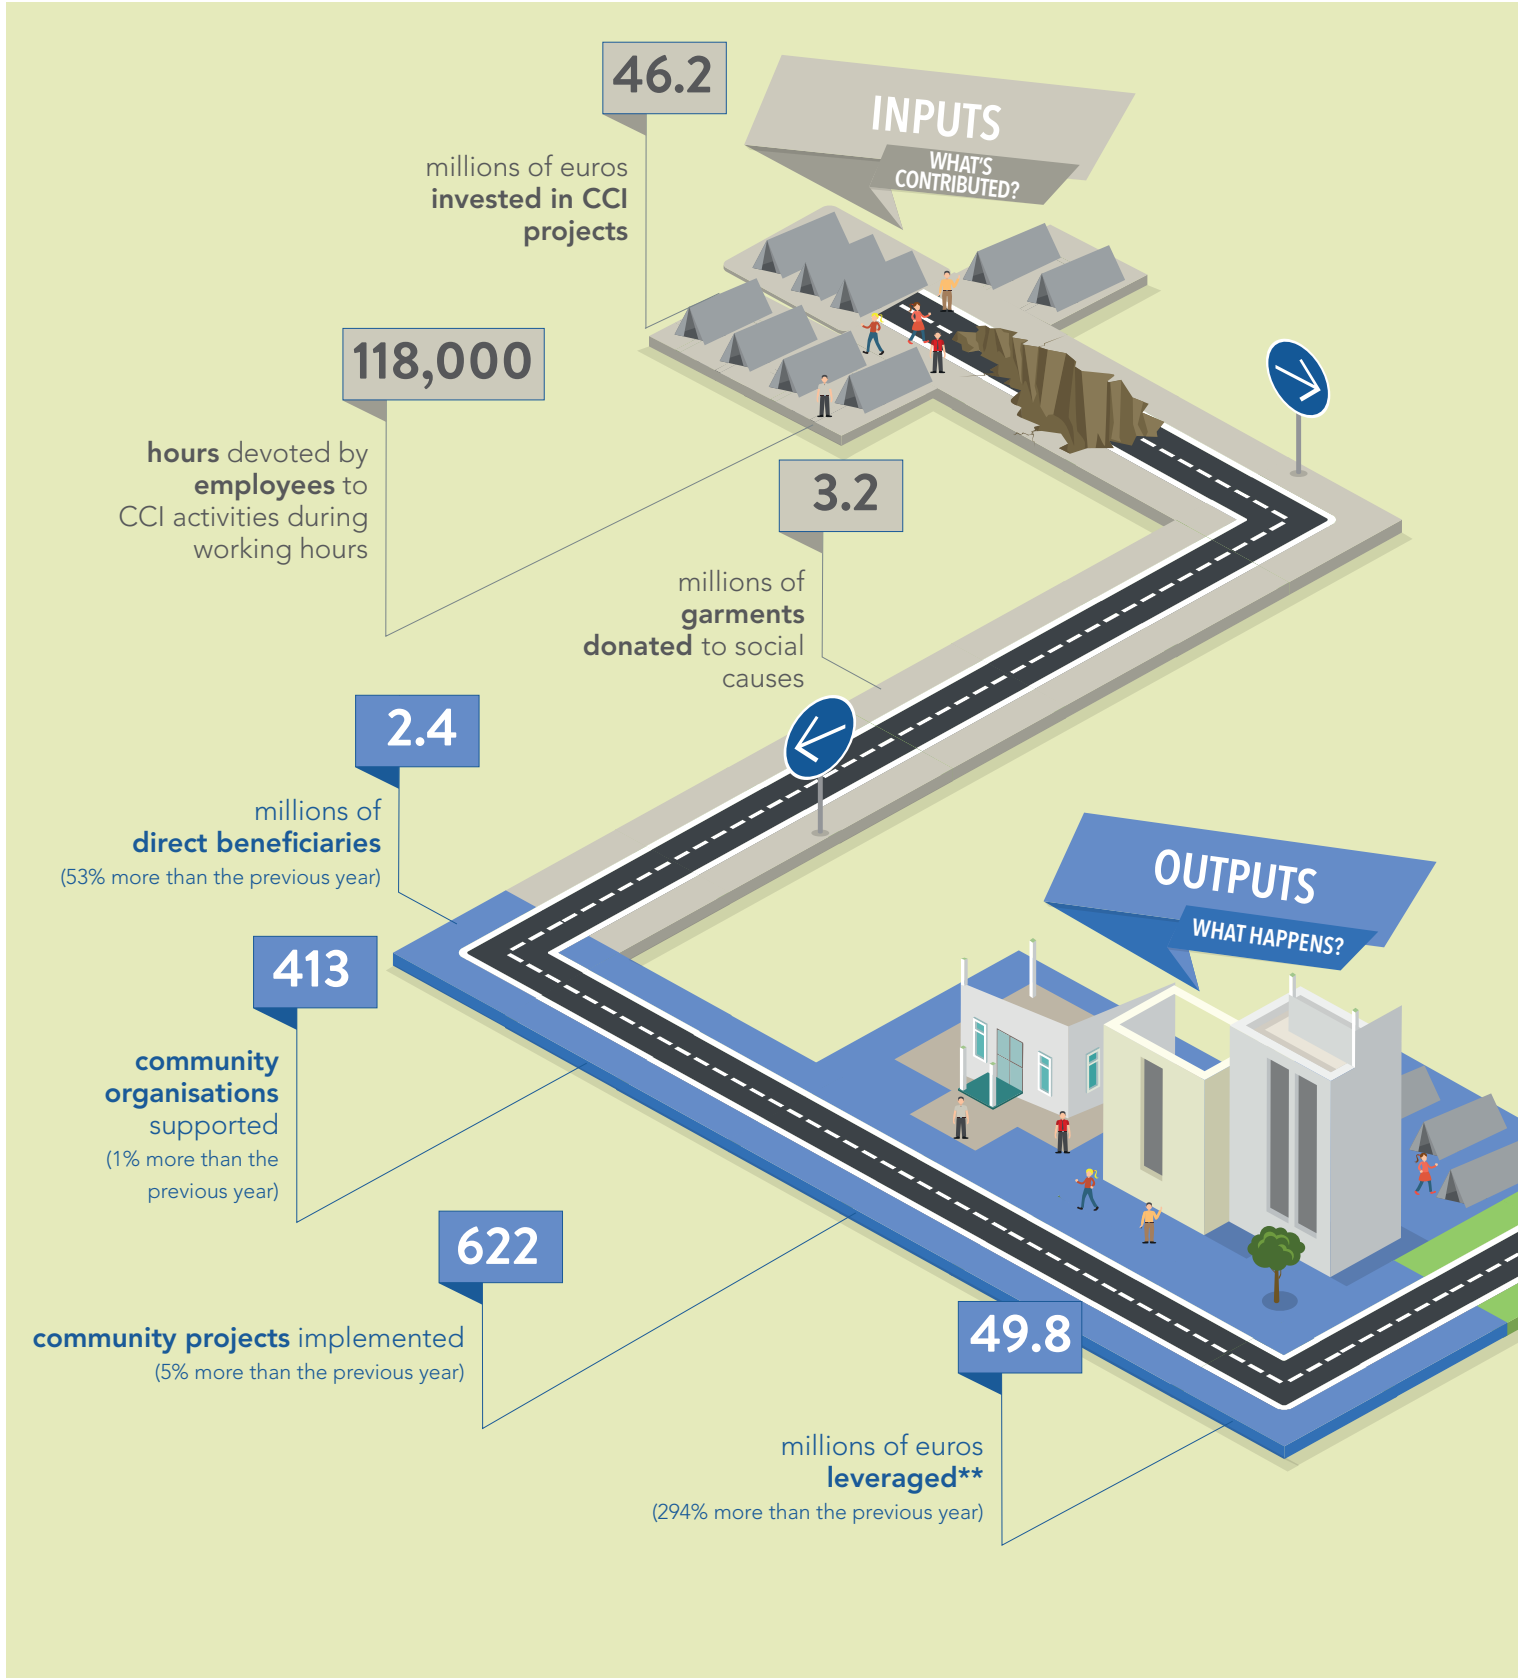 46.2
millions of euros
invested in CCI
projects
INPUTS
WHAT'S
CONTRIBUTED?
118,000
hours devoted by
employees to
CCI activities during
working hours
3.2
millions of
garments
donated to social
causes
2.4
millions of
direct beneficiaries
(53% more than the previous year)
OUTPUTS
WHAT HAPPENS?
413
community
organisations
supported
(1% more than the
previous year)
622
community projects implemented
(5% more than the previous year)
49.8
millions of euros
leveraged**
(294% more than the previous year)